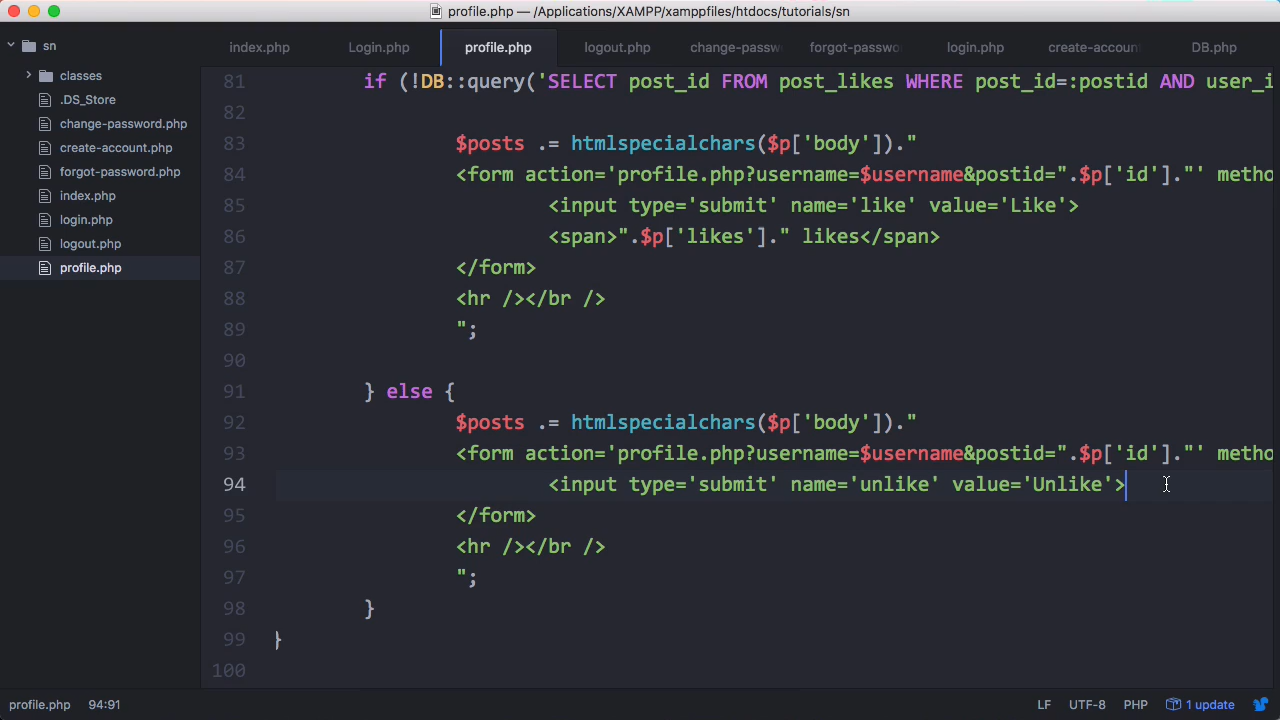 profile.php — /Applications/XAMPP/xamppfiles/htdocs/tutorials/sn
sn
classes
.DS_Store
change-password.php
create-account.php
forgot-password.php
index.php
login.php
logout.php
profile.php
index.php Login.php profile.php logout.php change-passw forgot-passwo login.php create-accoun DB.php
81 if (!DB::query('SELECT post_id FROM post_likes WHERE post_id=:postid AND user_i
82
83 $posts .= htmlspecialchars($p['body'])."
84 <form action='profile.php?username=$username&postid=".$p['id']."' metho
85 <input type='submit' name='like' value='Like'>
86 <span>".$p['likes']." likes</span>
87 </form>
88 <hr /></br />
89 ";
90
91 } else {
92 $posts .= htmlspecialchars($p['body'])."
93 <form action='profile.php?username=$username&postid=".$p['id']."' metho
94 <input type='submit' name='unlike' value='Unlike'>
95 </form>
96 <hr /></br />
97 ";
98 }
99 }
100
profile.php 94:91 LF UTF-8 PHP 1 update